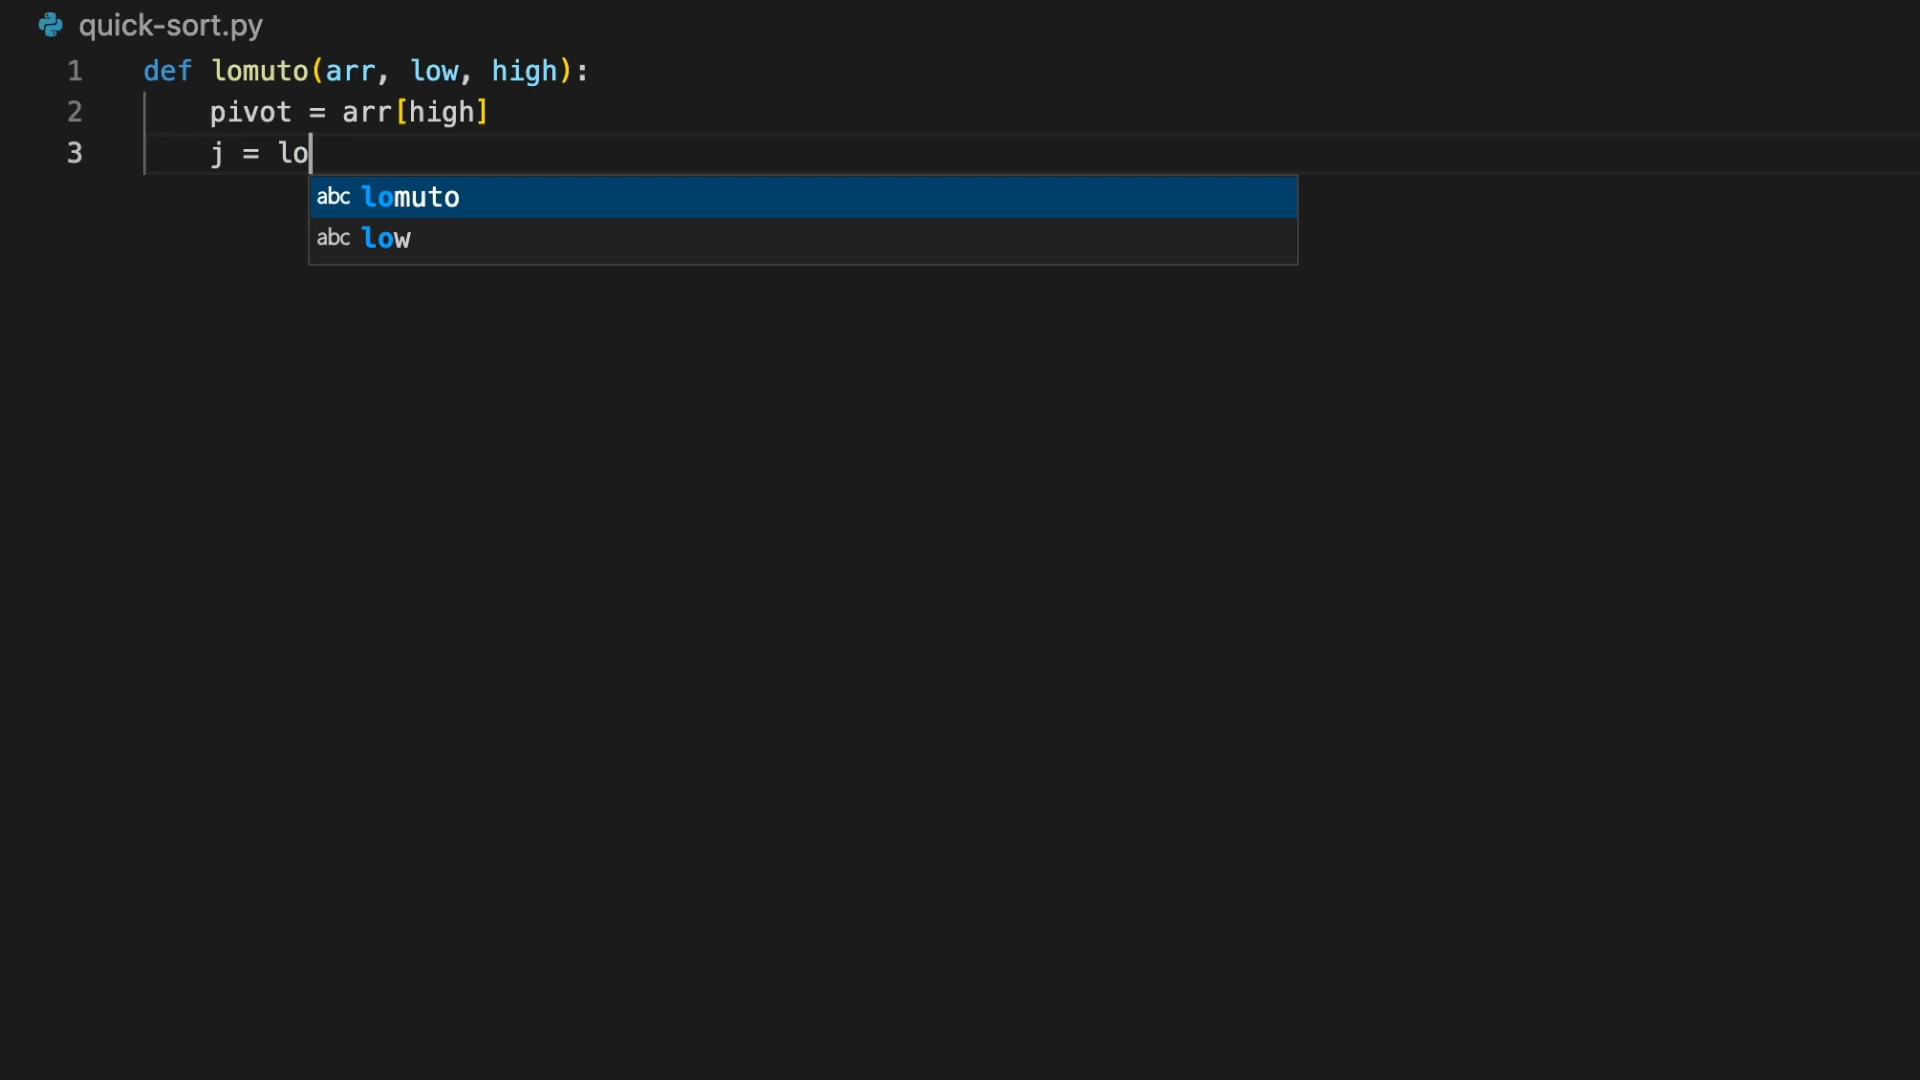 quick-sort.py
1 def lomuto(arr, low, high):
2 pivot = arr[high]
3 j = lo
abc lomuto
abc low